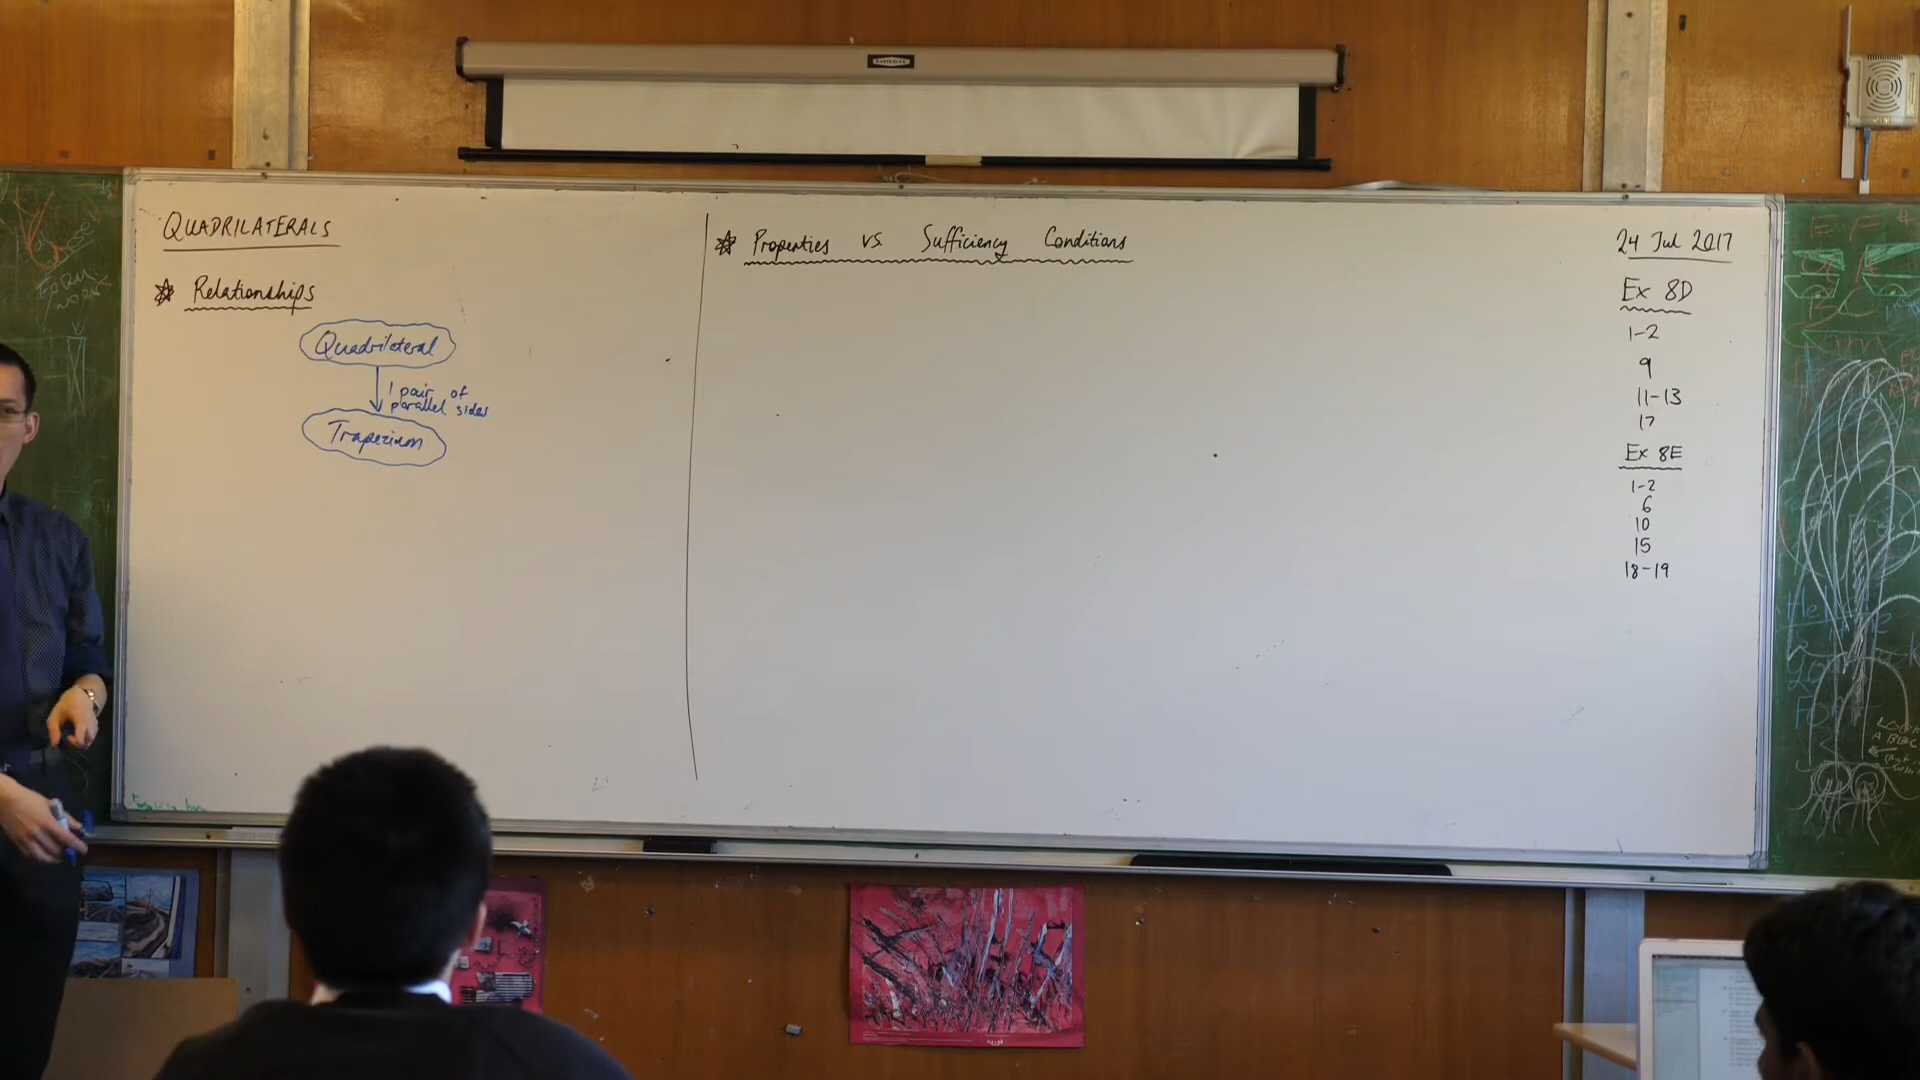 QUADRILATERALS
Relationships
Quadrilateral
1 pair of
parallel sides
Trapezium
Properties vs. Sufficiency Conditions
24 Jul 2017
Ex 8D
1-2
9
11-13
17
Ex 8E
1-2
6
10
15
18-19